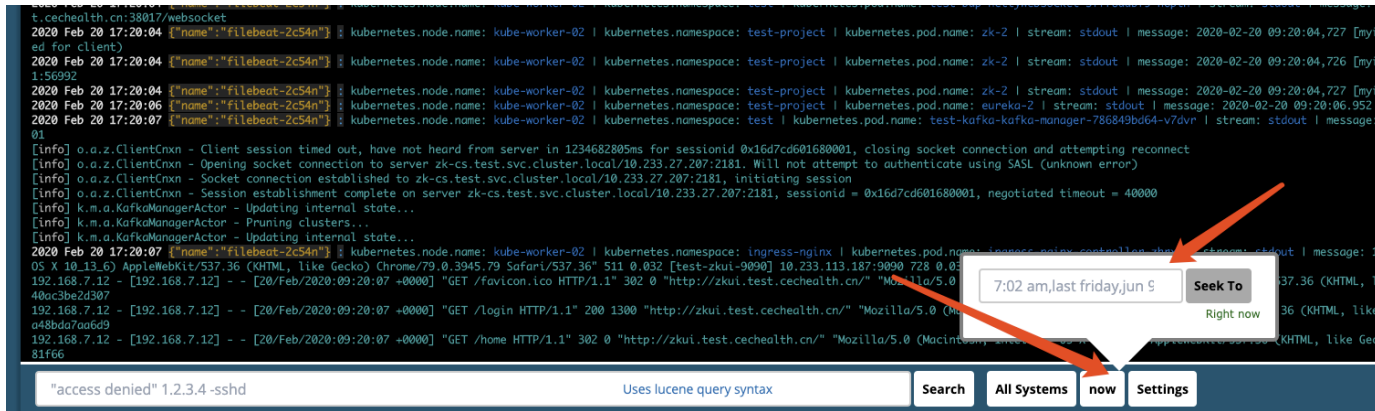 t.cechealth.cn:38017/websocket
2020 Feb 20 17:20:04 {"name":"filebeat-2c54n"} : kubernetes.node.name: kube-worker-02 | kubernetes.namespace: test-project | kubernetes.pod.name: zk-2 | stream: stdout | message: 2020-02-20 09:20:04,727 [myi
ed for client)
2020 Feb 20 17:20:04 {"name":"filebeat-2c54n"} : kubernetes.node.name: kube-worker-02 | kubernetes.namespace: test-project | kubernetes.pod.name: zk-2 | stream: stdout | message: 2020-02-20 09:20:04,726 [myi
1:56992
2020 Feb 20 17:20:04 {"name":"filebeat-2c54n"} : kubernetes.node.name: kube-worker-02 | kubernetes.namespace: test-project | kubernetes.pod.name: zk-2 | stream: stdout | message: 2020-02-20 09:20:04,727 [myi
2020 Feb 20 17:20:06 {"name":"filebeat-2c54n"} : kubernetes.node.name: kube-worker-02 | kubernetes.namespace: test-project | kubernetes.pod.name: eureka-2 | stream: stdout | message: 2020-02-20 09:20:06.952
2020 Feb 20 17:20:07 {"name":"filebeat-2c54n"} : kubernetes.node.name: kube-worker-02 | kubernetes.namespace: test | kubernetes.pod.name: test-kafka-kafka-manager-786849bd64-v7dvr | stream: stdout | message:
01
[info] o.a.z.ClientCnxn - Client session timed out, have not heard from server in 1234682805ms for sessionid 0x16d7cd601680001, closing socket connection and attempting reconnect
[info] o.a.z.ClientCnxn - Opening socket connection to server zk-cs.test.svc.cluster.local/10.233.27.207:2181. Will not attempt to authenticate using SASL (unknown error)
[info] o.a.z.ClientCnxn - Socket connection established to zk-cs.test.svc.cluster.local/10.233.27.207:2181, initiating session
[info] o.a.z.ClientCnxn - Session establishment complete on server zk-cs.test.svc.cluster.local/10.233.27.207:2181, sessionid = 0x16d7cd601680001, negotiated timeout = 40000
[info] k.m.a.KafkaManagerActor - Updating internal state...
[info] k.m.a.KafkaManagerActor - Pruning clusters...
[info] k.m.a.KafkaManagerActor - Updating internal state...
2020 Feb 20 17:20:07 {"name":"filebeat-2c54n"} : kubernetes.node.name: kube-worker-02 | kubernetes.namespace: ingress-nginx | kubernetes.pod.name: | message: 1
OS X 10_13_6) AppleWebKit/537.36 (KHTML, like Gecko) Chrome/79.0.3945.79 Safari/537.36" 511 0.032 [test-zkui-9090] 10.233.113.187:9090 728 0.03
192.168.7.12 - [192.168.7.12] - - [20/Feb/2020:09:20:07 +0000] "GET /favicon.ico HTTP/1.1" 302 0 "http://zkui.test.cechealth.cn/" "Mozilla/5.0 537.36 (KHTML, l
40ac3be2d307
192.168.7.12 - [192.168.7.12] - - [20/Feb/2020:09:20:07 +0000] "GET /login HTTP/1.1" 200 1300 "http://zkui.test.cechealth.cn/" "Mozilla/5.0 36 (KHTML, like
a48bda7aa6d9
192.168.7.12 - [192.168.7.12] - - [20/Feb/2020:09:20:07 +0000] "GET /home HTTP/1.1" 302 0 "http://zkui.test.cechealth.cn/" "Mozilla/5.0 (KHTML, like Gec
81f66
7:02 am,last friday,jun 9
Seek To
Right now
"access denied" 1.2.3.4 -sshd
Uses lucene query syntax
Search
All Systems
now
Settings